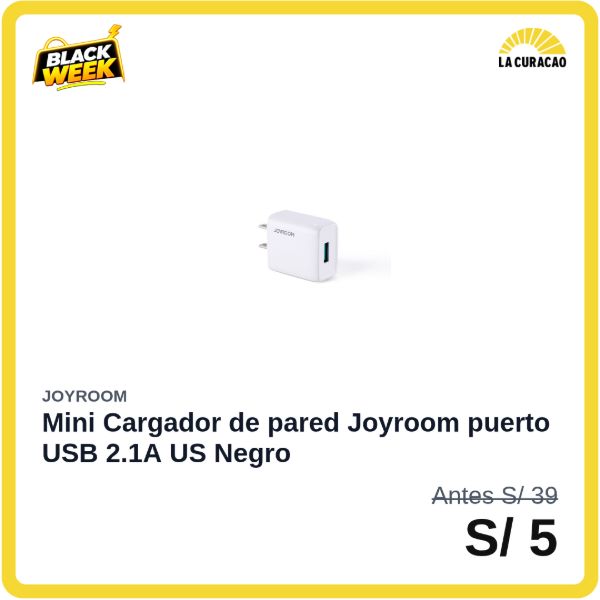 BLACK
WEEK
LA CURACAO
JOYROOM
JOYROOM
Mini Cargador de pared Joyroom puerto
USB 2.1A US Negro
Antes S/ 39
S/ 5